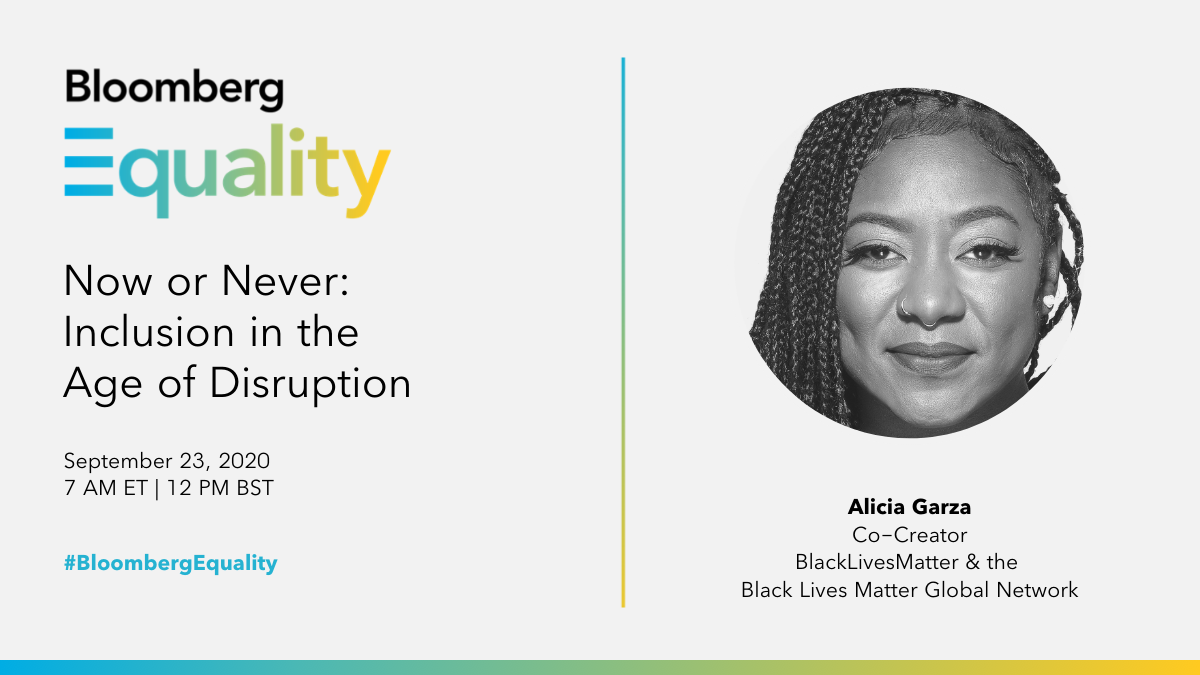 Bloomberg
Equality
Now or Never:
Inclusion in the
Age of Disruption
September 23, 2020
7 AM ET | 12 PM BST
#BloombergEquality
Alicia Garza
Co–Creator
BlackLivesMatter & the
Black Lives Matter Global Network